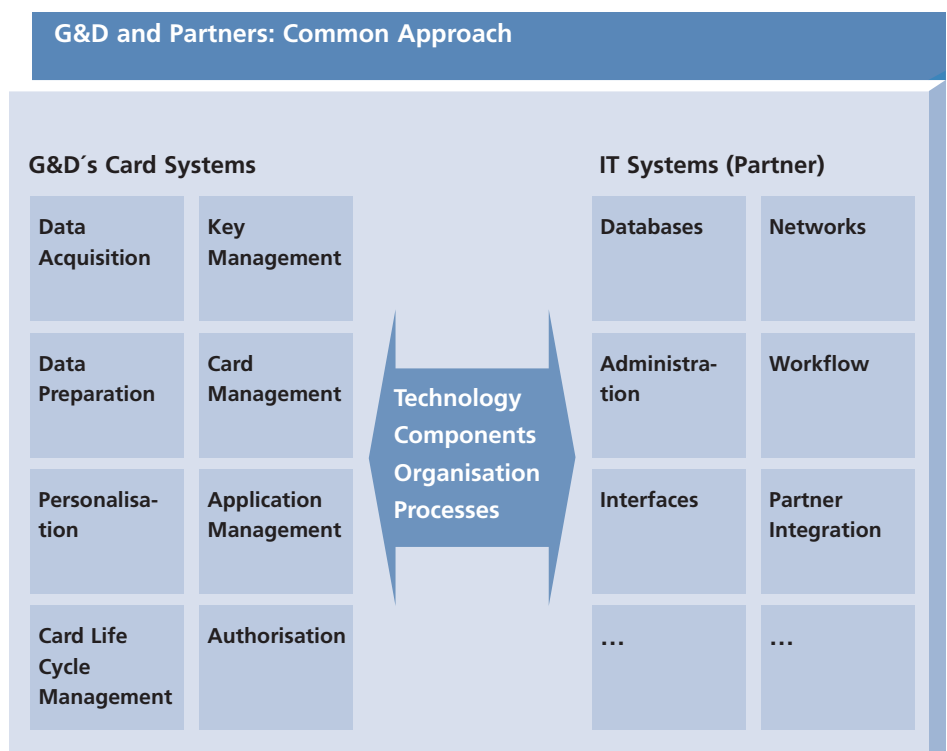 G&D and Partners: Common Approach
G&D´s Card Systems
Data
Acquisition
Key
Management
Data
Preparation
Card
Management
Personalisa-
tion
Application
Management
Card Life
Cycle
Management
Authorisation
Technology
Components
Organisation
Processes
IT Systems (Partner)
Databases
Networks
Administra-
tion
Workflow
Interfaces
Partner
Integration
...
...